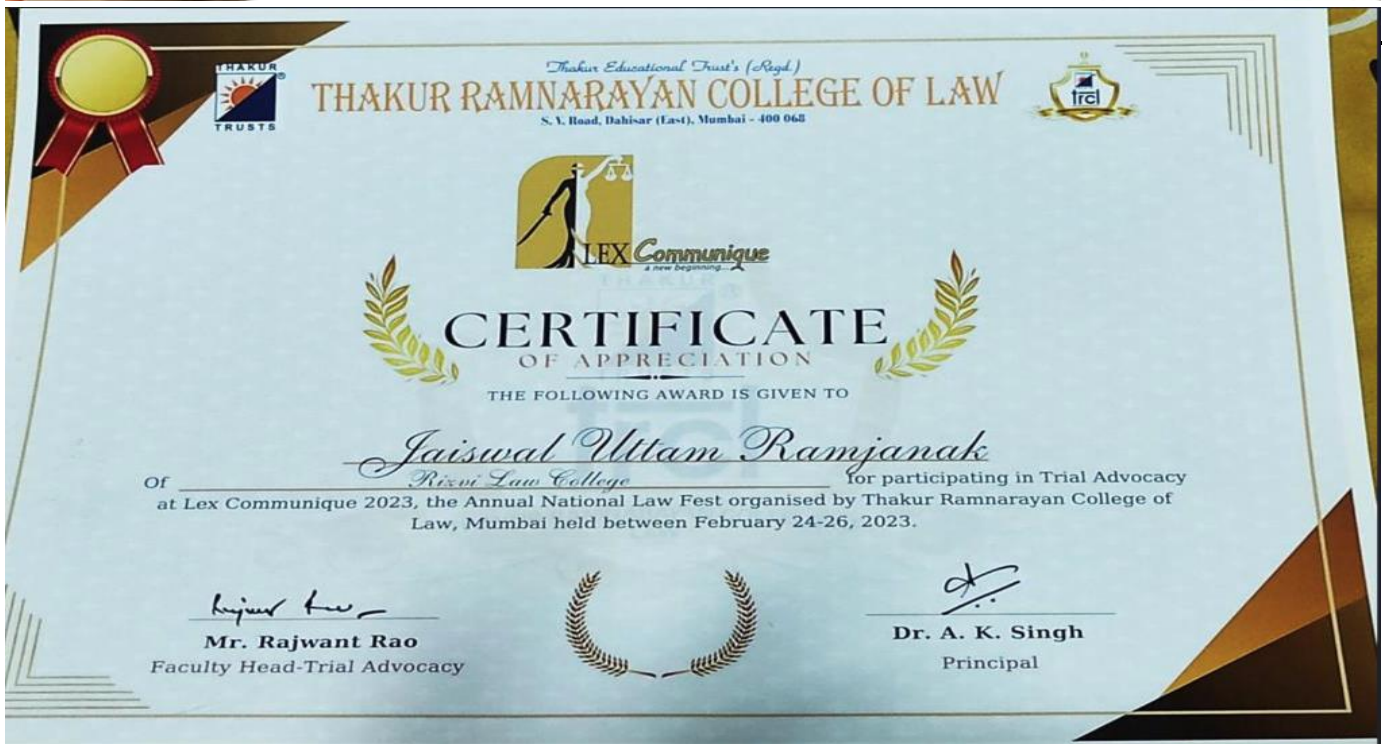 THAKUR
TRUSTS
Thakur Educational Trust's (Regd.)
THAKUR RAMNARAYAN COLLEGE OF LAW
S. V. Road, Dahisar (East), Mumbai - 400 068
trcl
LEX Communique
a new beginning...
CERTIFICATE
OF APPRECIATION
THE FOLLOWING AWARD IS GIVEN TO
Jaiswal Uttam Ramjanak
Of Rizvi Law College for participating in Trial Advocacy
at Lex Communique 2023, the Annual National Law Fest organised by Thakur Ramnarayan College of
Law, Mumbai held between February 24-26, 2023.
Mr. Rajwant Rao
Faculty Head-Trial Advocacy
Dr. A. K. Singh
Principal